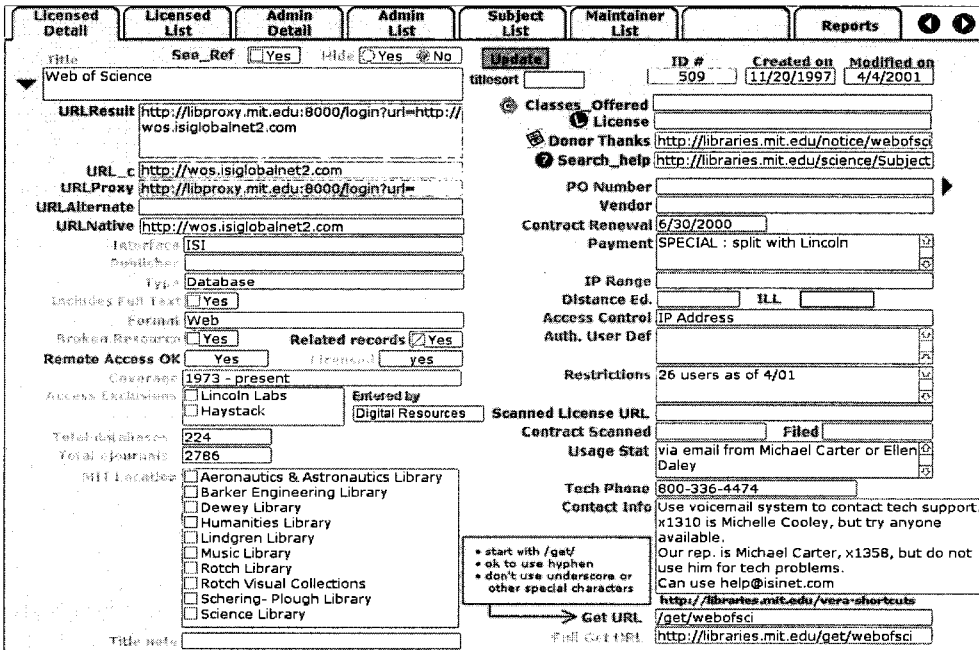 Licensed Detail
Licensed List
Admin Detail
Admin List
Subject List
Maintainer List
Reports
Title
See_Ref Yes
Hide Yes No
Update
titlesort
ID # 509
Created on 11/20/1997
Modified on 4/4/2001
Web of Science
URLResult http://libproxy.mit.edu:8000/login?url=http://
wos.isiglobalnet2.com
URL_c http://wos.isiglobalnet2.com
URLProxy http://libproxy.mit.edu:8000/login?url=
URLAlternate
URLNative http://wos.isiglobalnet2.com
Interface ISI
Publisher
Type Database
Includes Full Text Yes
Format Web
Broken Resource Yes
Related records Yes
Remote Access OK Yes
Licensed yes
Coverage 1973 - present
Access Exclusions Lincoln Labs
Haystack
Entered by
Digital Resources
Total databases 224
Total ejournals 2786
MIT Location Aeronautics & Astronautics Library
Barker Engineering Library
Dewey Library
Humanities Library
Lindgren Library
Music Library
Rotch Library
Rotch Visual Collections
Schering- Plough Library
Science Library
Title note
Classes_Offered
L License
Donor Thanks http://libraries.mit.edu/notice/webofsci
? Search_help http://libraries.mit.edu/science/Subject
PO Number
Vendor
Contract Renewal 6/30/2000
Payment SPECIAL : split with Lincoln
IP Range
Distance Ed.
ILL
Access Control IP Address
Auth. User Def
Restrictions 26 users as of 4/01
Scanned License URL
Contract Scanned
Filed
Usage Stat via email from Michael Carter or Ellen
Daley
Tech Phone 800-336-4474
Contact Info Use voicemail system to contact tech support.
x1310 is Michelle Cooley, but try anyone
available.
Our rep. is Michael Carter, x1358, but do not
use him for tech problems.
Can use help@isinet.com
• start with /get/
• ok to use hyphen
• don't use underscore or
other special characters
http://libraries.mit.edu/vera-shortcuts
Get URL /get/webofsci
Full Get URL http://libraries.mit.edu/get/webofsci